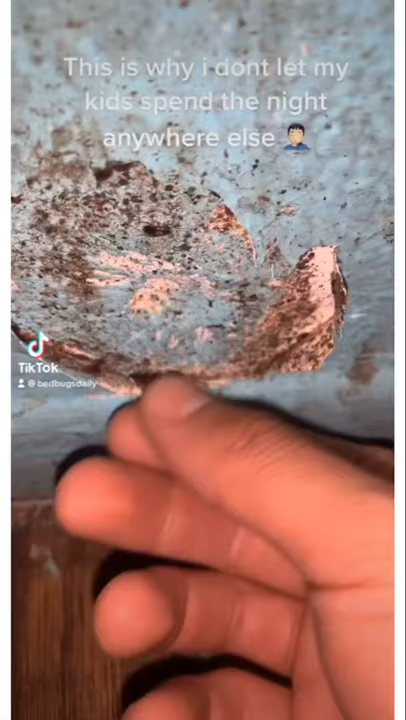 This is why i dont let my
kids spend the night
anywhere else 🤦🏻‍♂️
TikTok
@bedbugsdaily